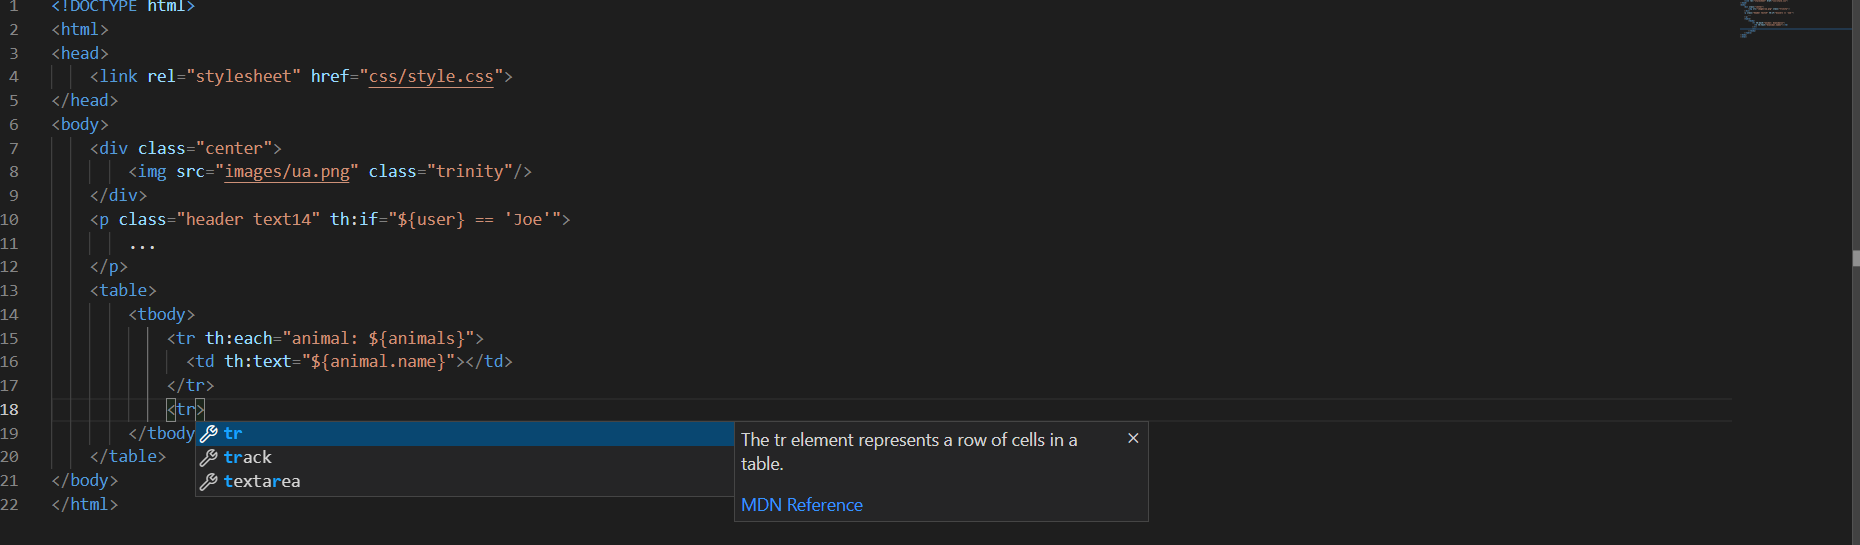 1 <!DOCTYPE html>
2 <html>
3 <head>
4 <link rel="stylesheet" href="css/style.css">
5 </head>
6 <body>
7 <div class="center">
8 <img src="images/ua.png" class="trinity"/>
9 </div>
10 <p class="header text14" th:if="${user} == 'Joe'">
11 ...
12 </p>
13 <table>
14 <tbody>
15 <tr th:each="animal: ${animals}">
16 <td th:text="${animal.name}"></td>
17 </tr>
18 <tr>
19 </tbody
20 </table>
21 </body>
22 </html>
tr
track
textarea
The tr element represents a row of cells in a
table.
MDN Reference